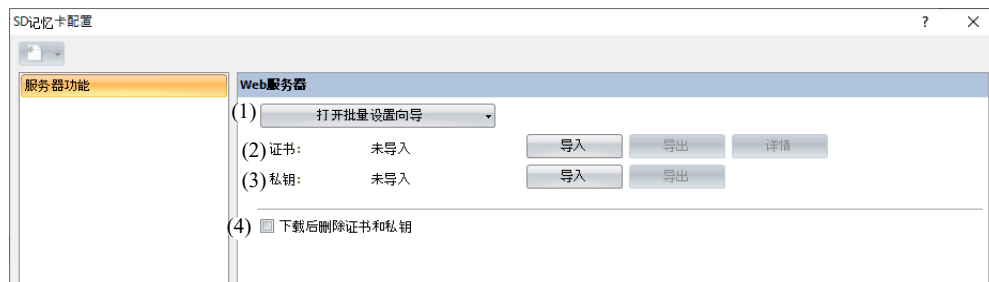 SD记忆卡配置 ? ×
服务器功能
Web服务器
(1) 打开批量设置向导
(2) 证书: 未导入 导入 导出 详情
(3) 私钥: 未导入 导入 导出
(4) 下载后删除证书和私钥